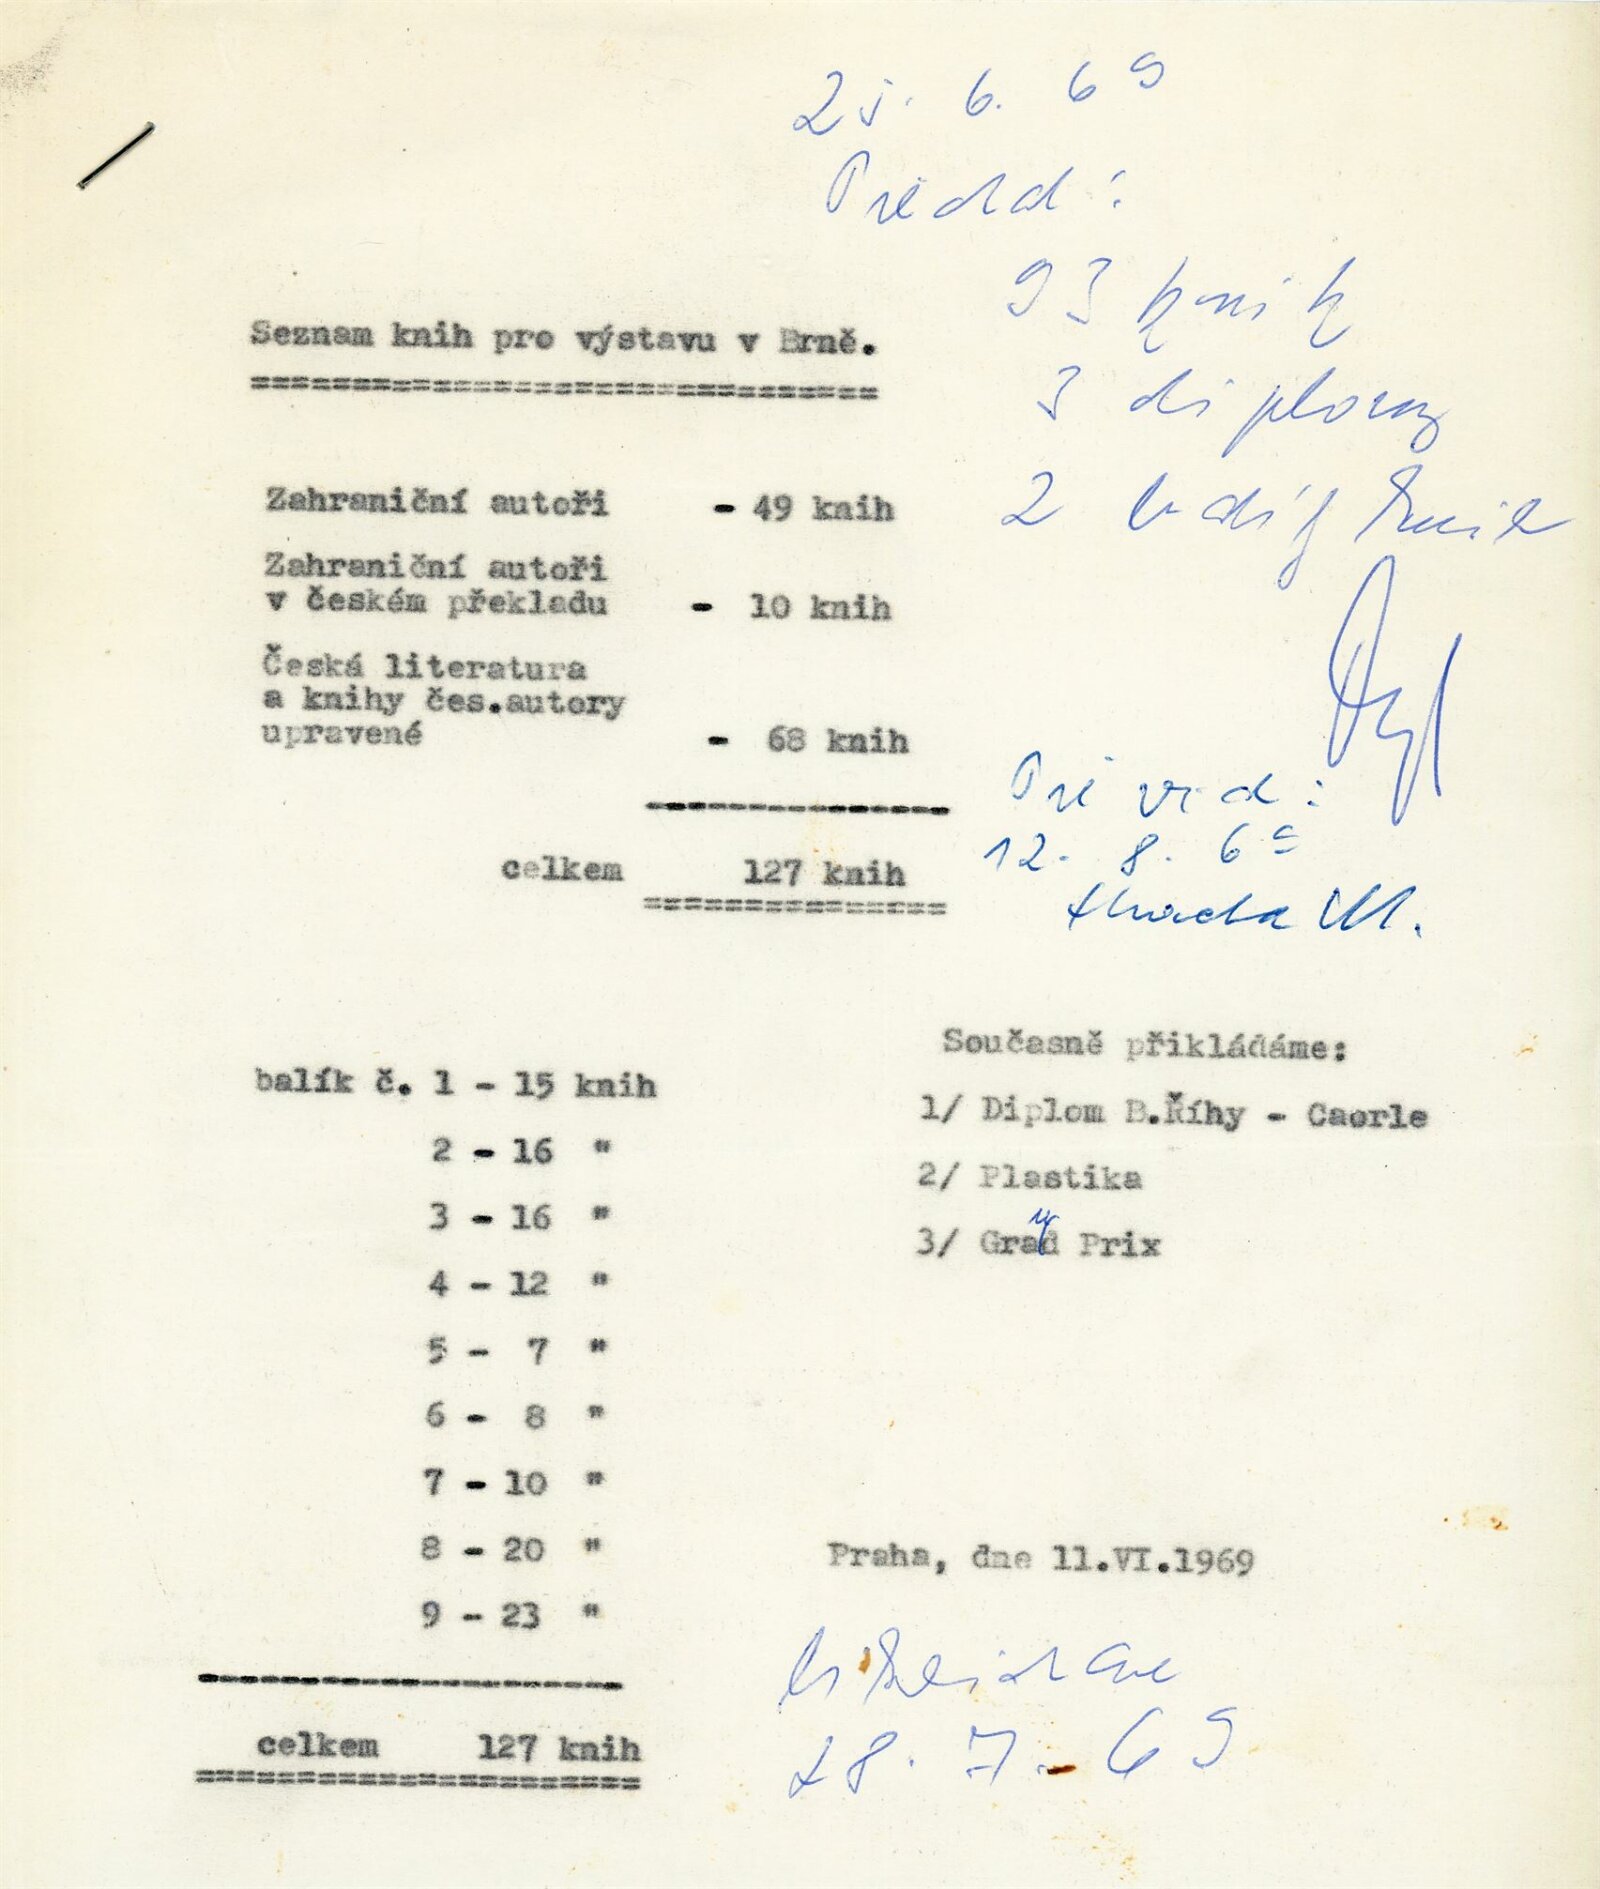 25. 6. 69
Předal:
93 knih
3 diplomy
2
Seznam knih pro výstavu v Brně.
================================
Zahraniční autoři - 49 knih
Zahraniční autoři
v českém překladu - 10 knih
Česká literatura
a knihy čes.autory
upravené - 68 knih
---------------
celkem 127 knih
===============
12. 8. 69
Současně přikládáme:
1/ Diplom B.Říhy - Caorle
2/ Plastika
3/ Grand Prix
balík č. 1 - 15 knih
2 - 16 "
3 - 16 "
4 - 12 "
5 - 7 "
6 - 8 "
7 - 10 "
8 - 20 "
9 - 23 "
---------------------
celkem 127 knih
======================
Praha, dne 11.VI.1969
28. 7. 69